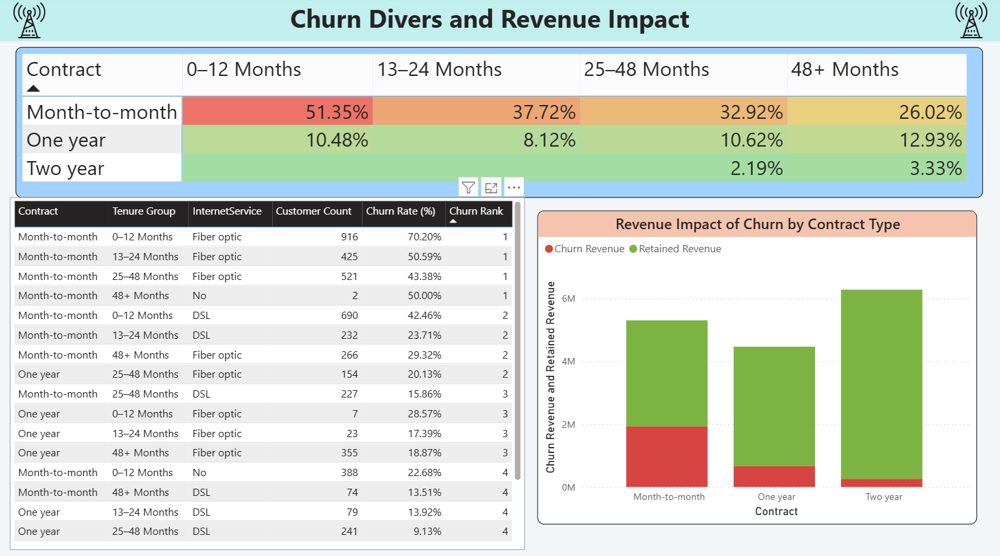 Churn Divers and Revenue Impact
Contract 0–12 Months 13–24 Months 25–48 Months 48+ Months
Month-to-month 51.35% 37.72% 32.92% 26.02%
One year 10.48% 8.12% 10.62% 12.93%
Two year 2.19% 3.33%
Contract Tenure Group InternetService Customer Count Churn Rate (%) Churn Rank
Month-to-month 0–12 Months Fiber optic 916 70.20% 1
Month-to-month 13–24 Months Fiber optic 425 50.59% 1
Month-to-month 25–48 Months Fiber optic 521 43.38% 1
Month-to-month 48+ Months No 2 50.00% 1
Month-to-month 0–12 Months DSL 690 42.46% 2
Month-to-month 13–24 Months DSL 232 23.71% 2
Month-to-month 48+ Months Fiber optic 266 29.32% 2
One year 25–48 Months Fiber optic 154 20.13% 2
Month-to-month 25–48 Months DSL 227 15.86% 3
One year 0–12 Months Fiber optic 7 28.57% 3
One year 13–24 Months Fiber optic 23 17.39% 3
One year 48+ Months Fiber optic 355 18.87% 3
Month-to-month 0–12 Months No 388 22.68% 4
Month-to-month 48+ Months DSL 74 13.51% 4
One year 13–24 Months DSL 79 13.92% 4
One year 25–48 Months DSL 241 9.13% 4
Revenue Impact of Churn by Contract Type
Churn Revenue Retained Revenue
Churn Revenue and Retained Revenue
6M
4M
2M
0M
Month-to-month One year Two year
Contract